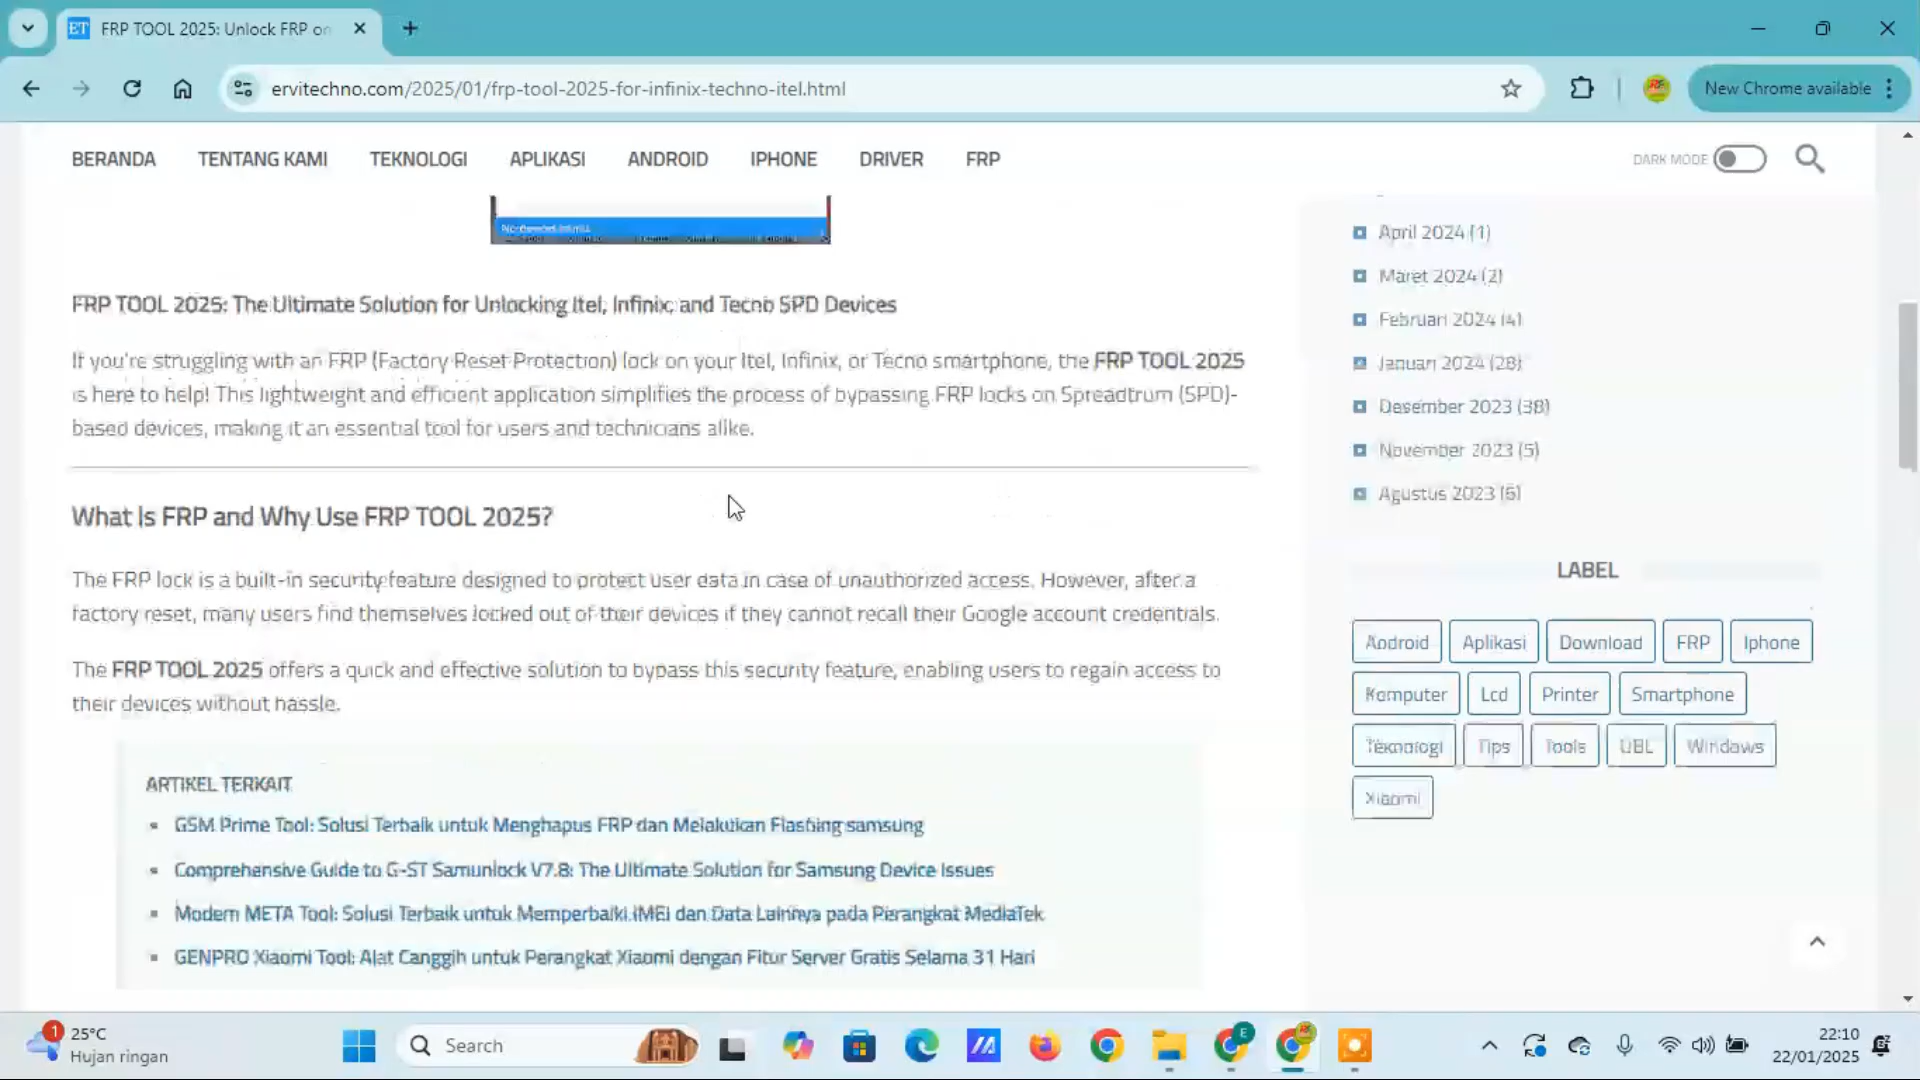 FRP TOOL 2025: Unlock FRP on
ervitechno.com/2025/01/frp-tool-2025-for-infinix-techno-itel.html
New Chrome available
BERANDA TENTANG KAMI TEKNOLOGI APLIKASI ANDROID IPHONE DRIVER FRP
DARK MODE
FRP TOOL 2025: The Ultimate Solution for Unlocking Itel, Infinix, and Tecno SPD Devices
If you're struggling with an FRP (Factory Reset Protection) lock on your Itel, Infinix, or Tecno smartphone, the FRP TOOL 2025
is here to help! This lightweight and efficient application simplifies the process of bypassing FRP locks on Spreadtrum (SPD)-
based devices, making it an essential tool for users and technicians alike.
What Is FRP and Why Use FRP TOOL 2025?
The FRP lock is a built-in security feature designed to protect user data in case of unauthorized access. However, after a
factory reset, many users find themselves locked out of their devices if they cannot recall their Google account credentials.
The FRP TOOL 2025 offers a quick and effective solution to bypass this security feature, enabling users to regain access to
their devices without hassle.
ARTIKEL TERKAIT
GSM Prime Tool: Solusi Terbaik untuk Menghapus FRP dan Melakukan Flashing samsung
Comprehensive Guide to G-ST Samunlock V7.8: The Ultimate Solution for Samsung Device Issues
Modem META Tool: Solusi Terbaik untuk Memperbaiki IMEI dan Data Lainnya pada Perangkat MediaTek
GENPRO Xiaomi Tool: Alat Canggih untuk Perangkat Xiaomi dengan Fitur Server Gratis Selama 31 Hari
April 2024 (1)
Maret 2024 (2)
Februari 2024 (4)
Januari 2024 (28)
Desember 2023 (38)
November 2023 (5)
Agustus 2023 (6)
LABEL
Android Aplikasi Download FRP Iphone
Komputer Lcd Printer Smartphone
Teknologi Tips Tools UBL Windows
Xiaomi
1
25°C
Hujan ringan
Search
22:10
22/01/2025